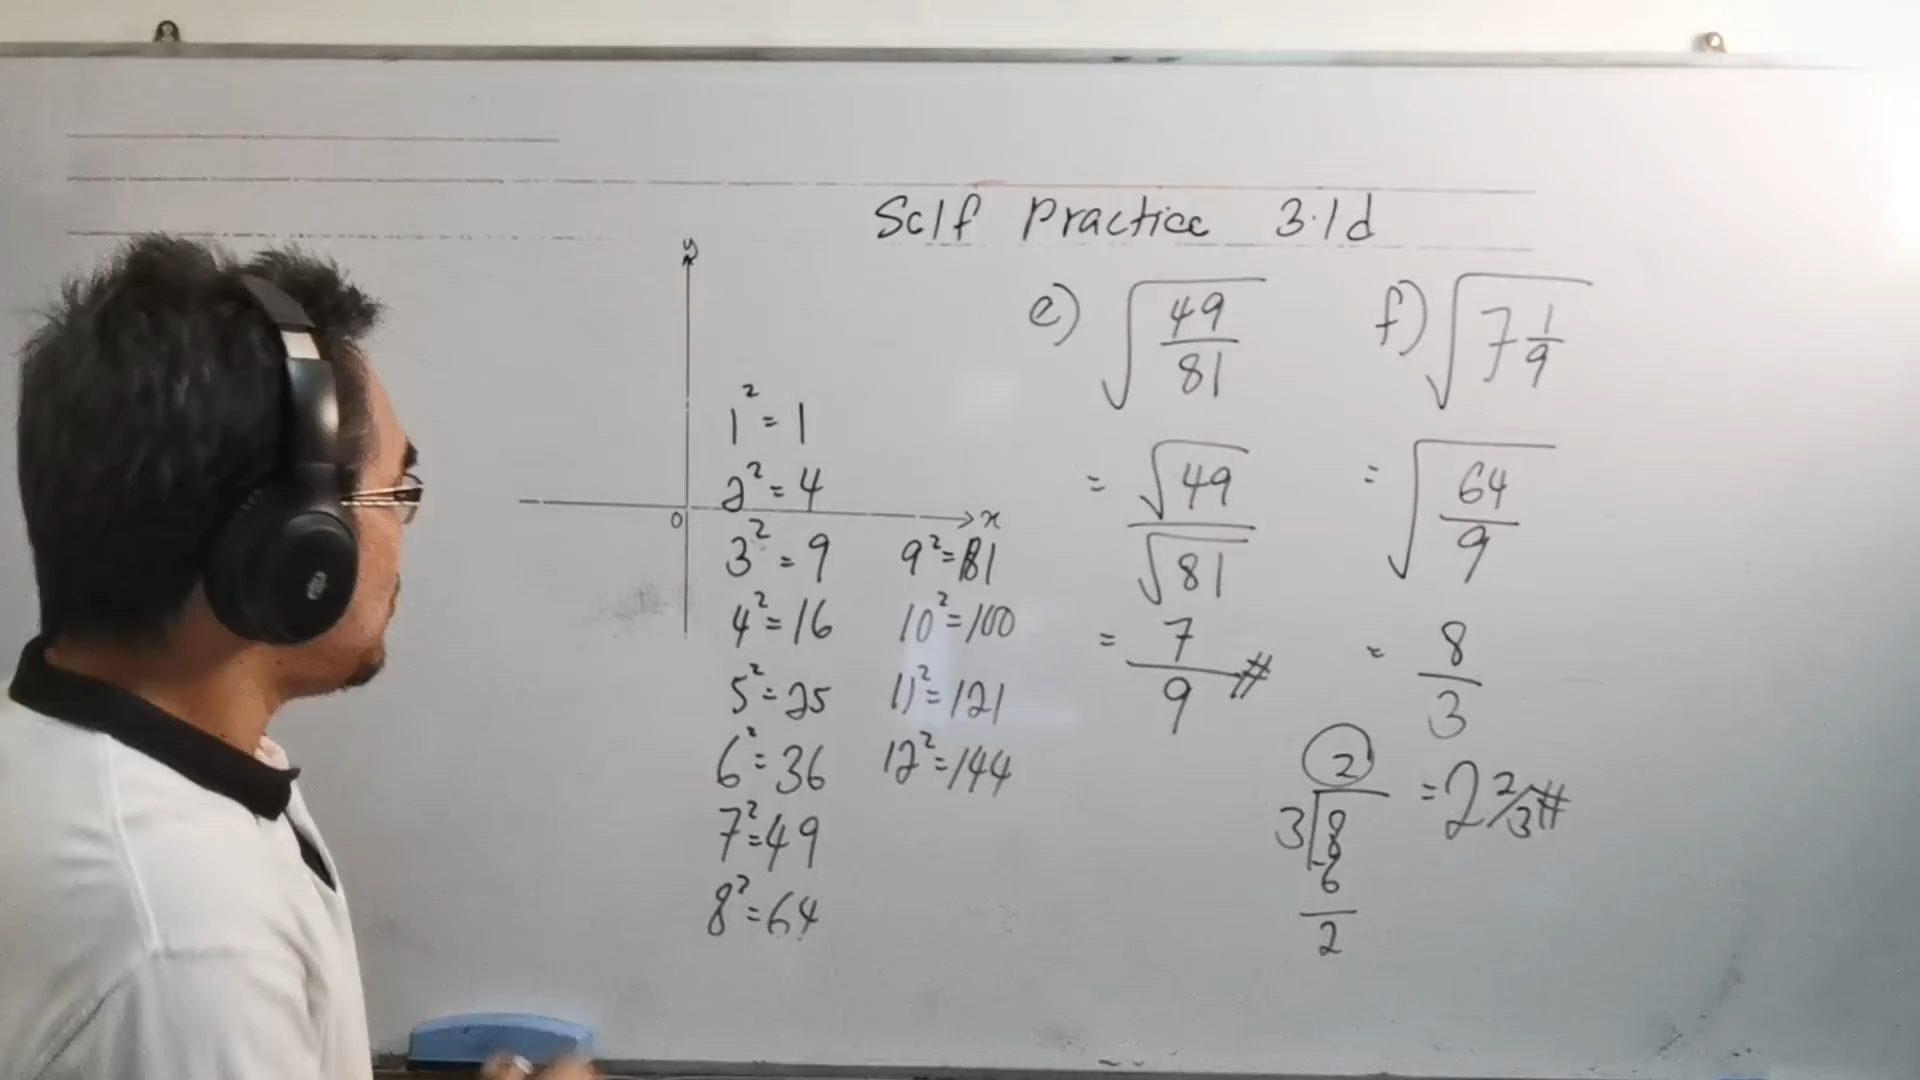 Self Practice 3.1d
y
x
0
1² = 1
2² = 4
3² = 9
4² = 16
5² = 25
6² = 36
7² = 49
8² = 64
9² = 81
10² = 100
11² = 121
12² = 144
e) √(49/81)
= √49/√81
= 7/9 #
f) √(7 1/9)
= √(64/9)
= 8/3
= 2 2/3 #
2
3 8
-6
2